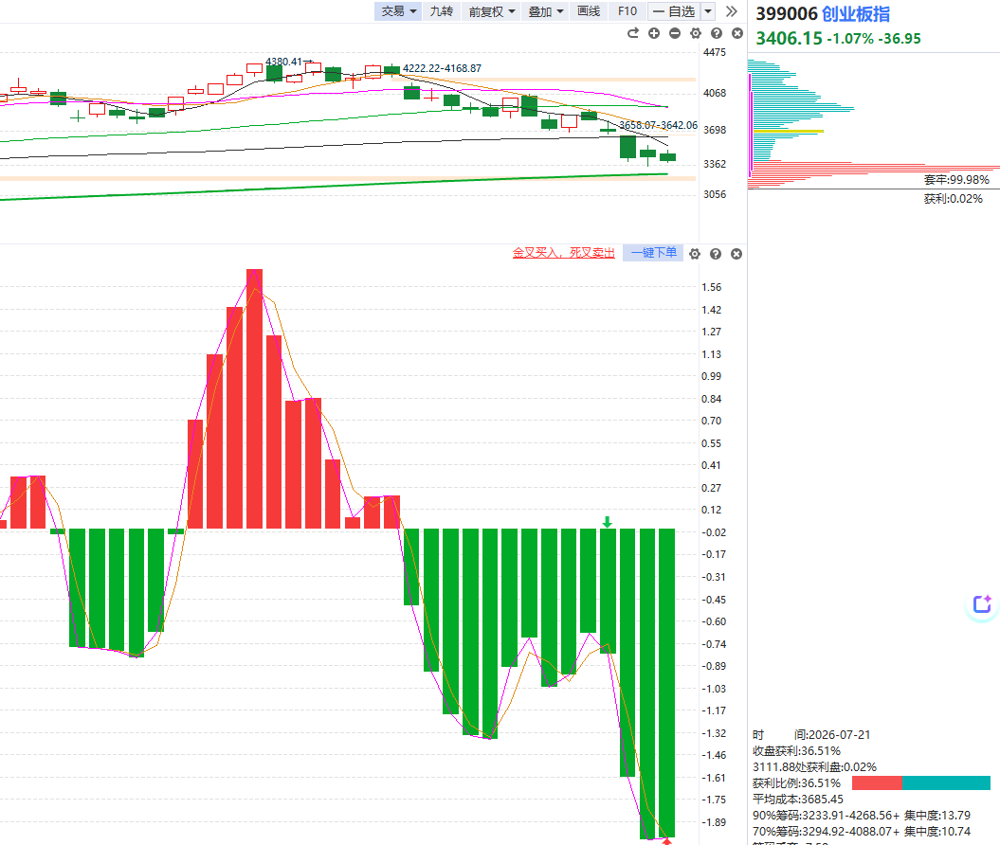 交易 九转 前复权 叠加 画线 F10 一自选
399006 创业板指
3406.15 -1.07% -36.95
4380.41
4222.22-4168.87
3658.07-3642.06
4475
4068
3698
3362
3056
套牢:99.98%
获利:0.02%
金叉买入，死叉卖出 一键下单
1.56
1.42
1.27
1.13
0.99
0.84
0.70
0.55
0.41
0.27
0.12
-0.02
-0.17
-0.31
-0.45
-0.60
-0.74
-0.89
-1.03
-1.17
-1.32
-1.46
-1.61
-1.75
-1.89
时 间:2026-07-21
收盘获利:36.51%
3111.88处获利盘:0.02%
获利比例:36.51%
平均成本:3685.45
90%筹码:3233.91-4268.56+ 集中度:13.79
70%筹码:3294.92-4088.07+ 集中度:10.74